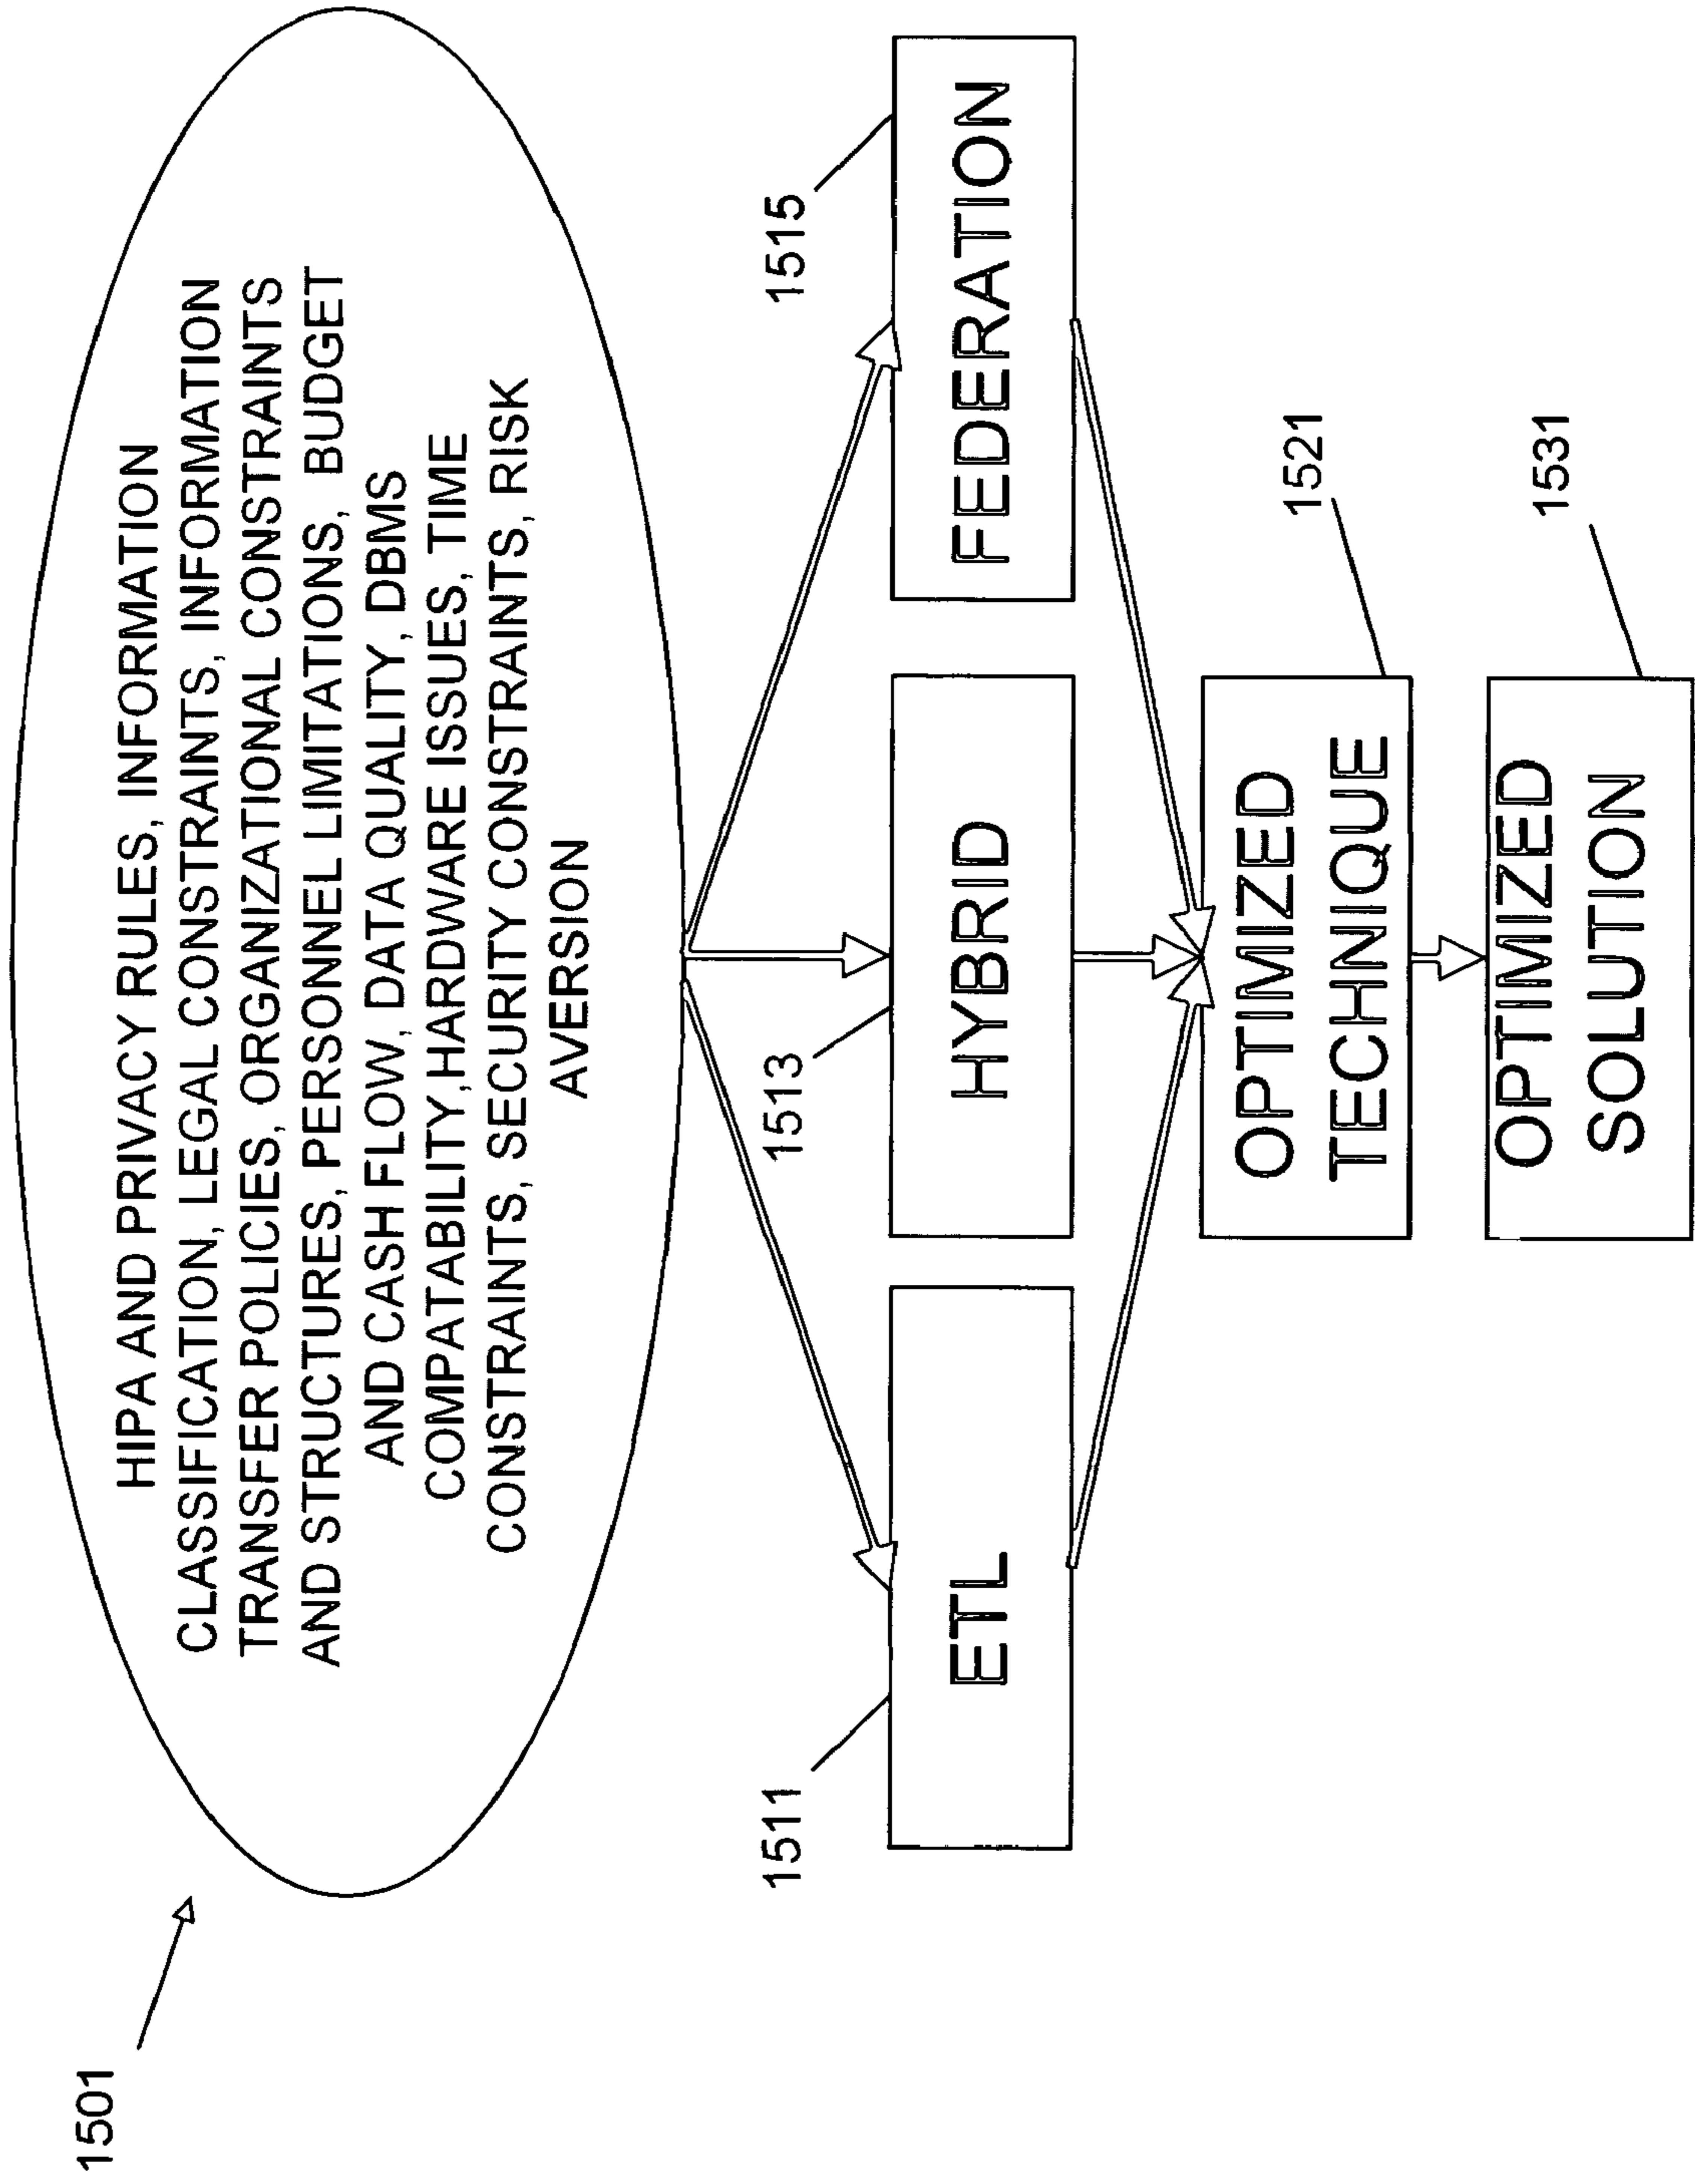 1501
HIPA AND PRIVACY RULES, INFORMATION
CLASSIFICATION, LEGAL CONSTRAINTS, INFORMATION
TRANSFER POLICIES, ORGANIZATIONAL CONSTRAINTS
AND STRUCTURES, PERSONNEL LIMITATIONS, BUDGET
AND CASH FLOW, DATA QUALITY, DBMS
COMPATABILITY,HARDWARE ISSUES, TIME
CONSTRAINTS, SECURITY CONSTRAINTS, RISK
AVERSION
1511
1513
1515
ETL
HYBRID
FEDERATION
OPTIMIZED
TECHNIQUE
1521
OPTIMIZED
SOLUTION
1531